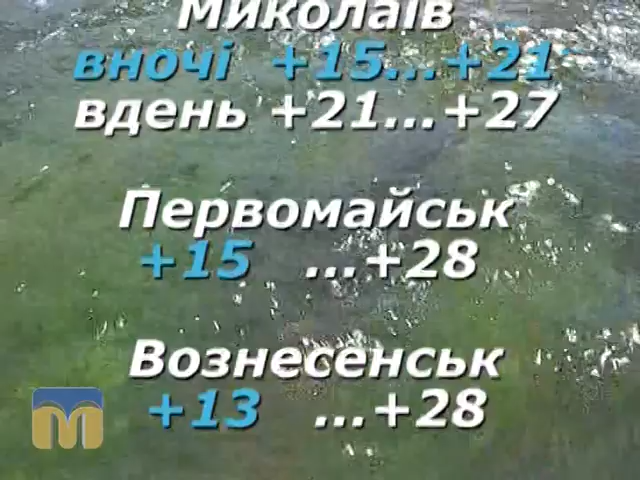 Миколаїв
вночі +15...+21
вдень +21...+27
Первомайськ
+15 ...+28
Вознесенськ
+13 ...+28
M